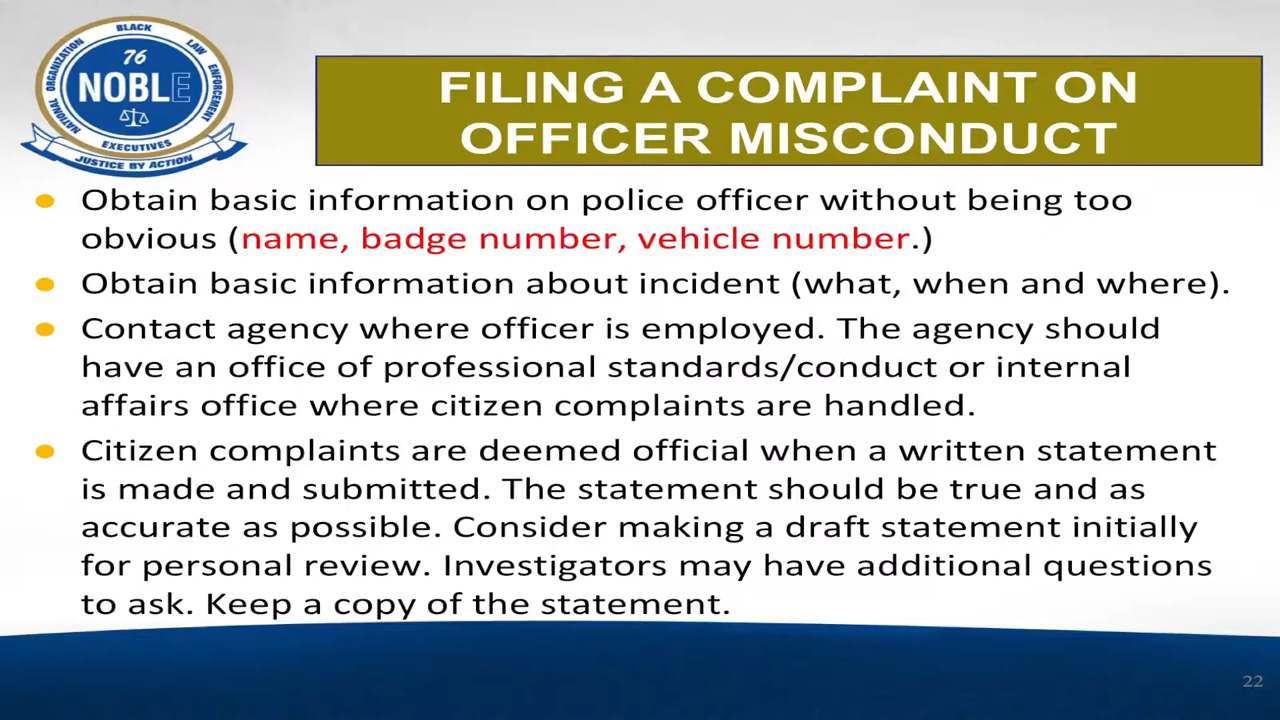 NATIONAL ORGANIZATION BLACK LAW ENFORCEMENT
76
NOBLE
EXECUTIVES
JUSTICE BY ACTION
FILING A COMPLAINT ON
OFFICER MISCONDUCT
• Obtain basic information on police officer without being too
obvious (name, badge number, vehicle number.)
• Obtain basic information about incident (what, when and where).
• Contact agency where officer is employed. The agency should
have an office of professional standards/conduct or internal
affairs office where citizen complaints are handled.
• Citizen complaints are deemed official when a written statement
is made and submitted. The statement should be true and as
accurate as possible. Consider making a draft statement initially
for personal review. Investigators may have additional questions
to ask. Keep a copy of the statement.
22